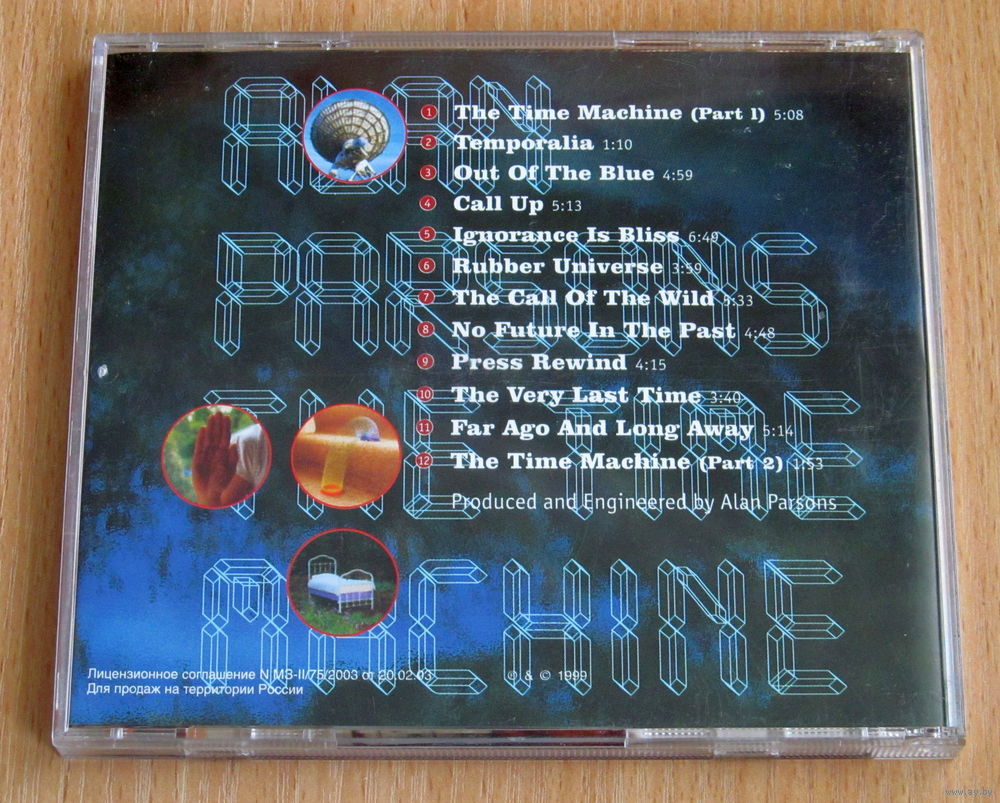 ALAN
PARSONS
THE TIME
MACHINE
1 The Time Machine (Part 1) 5:08
2 Temporalia 1:10
3 Out Of The Blue 4:59
4 Call Up 5:13
5 Ignorance Is Bliss 6:49
6 Rubber Universe 3:59
7 The Call Of The Wild 5:33
8 No Future In The Past 4:48
9 Press Rewind 4:15
10 The Very Last Time 3:40
11 Far Ago And Long Away 5:14
12 The Time Machine (Part 2) 1:53
Produced and Engineered by Alan Parsons
Лицензионное соглашение N МЗ-II/75/2003 от 20.02.03
Для продаж на территории России
℗ & © 1999
www.ay.by